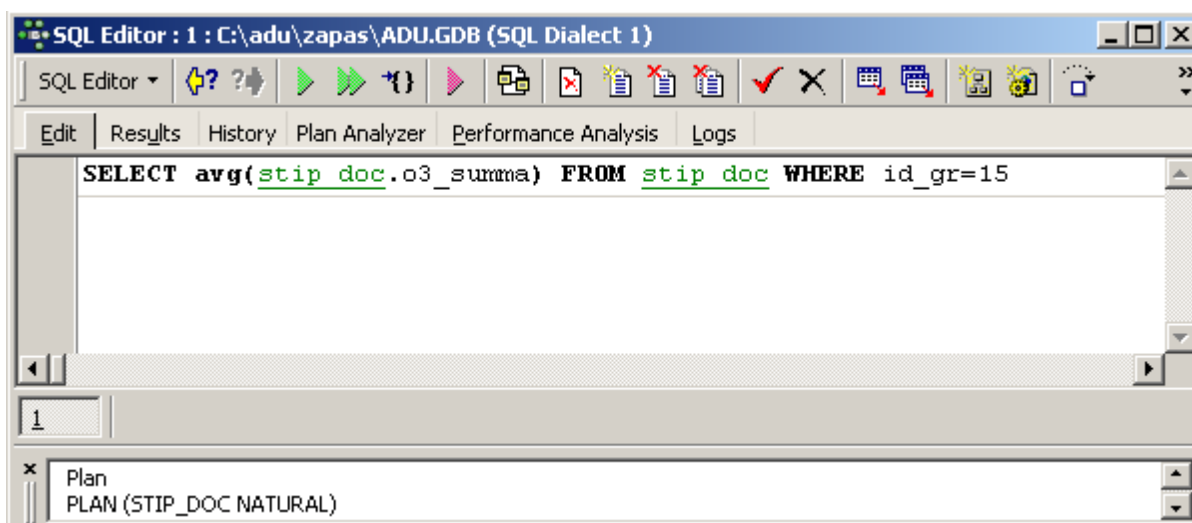 SQL Editor : 1 : C:\adu\zapas\ADU.GDB (SQL Dialect 1)
SQL Editor
Edit Results History Plan Analyzer Performance Analysis Logs
SELECT avg(stip_doc.o3_summa) FROM stip_doc WHERE id_gr=15
1
Plan
PLAN (STIP_DOC NATURAL)